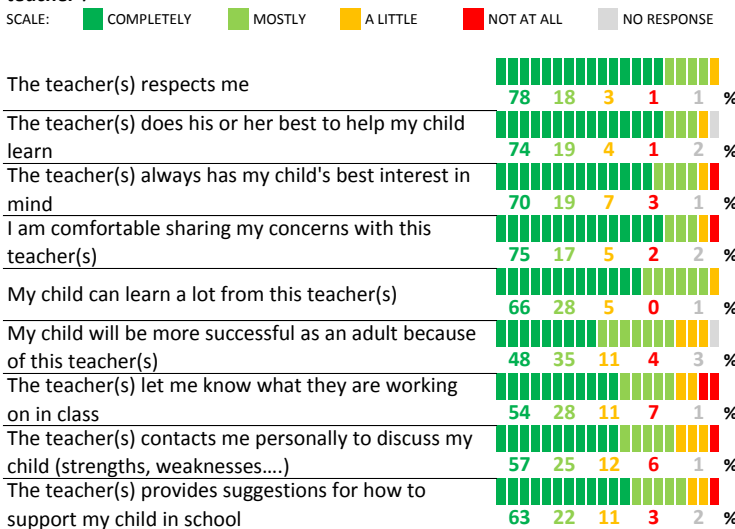 teacher?
SCALE: COMPLETELY MOSTLY A LITTLE NOT AT ALL NO RESPONSE
The teacher(s) respects me
78 18 3 1 1 %
The teacher(s) does his or her best to help my child
learn
74 19 4 1 2 %
The teacher(s) always has my child's best interest in
mind
70 19 7 3 1 %
I am comfortable sharing my concerns with this
teacher(s)
75 17 5 2 2 %
My child can learn a lot from this teacher(s)
66 28 5 0 1 %
My child will be more successful as an adult because
of this teacher(s)
48 35 11 4 3 %
The teacher(s) let me know what they are working
on in class
54 28 11 7 1 %
The teacher(s) contacts me personally to discuss my
child (strengths, weaknesses....)
57 25 12 6 1 %
The teacher(s) provides suggestions for how to
support my child in school
63 22 11 3 2 %